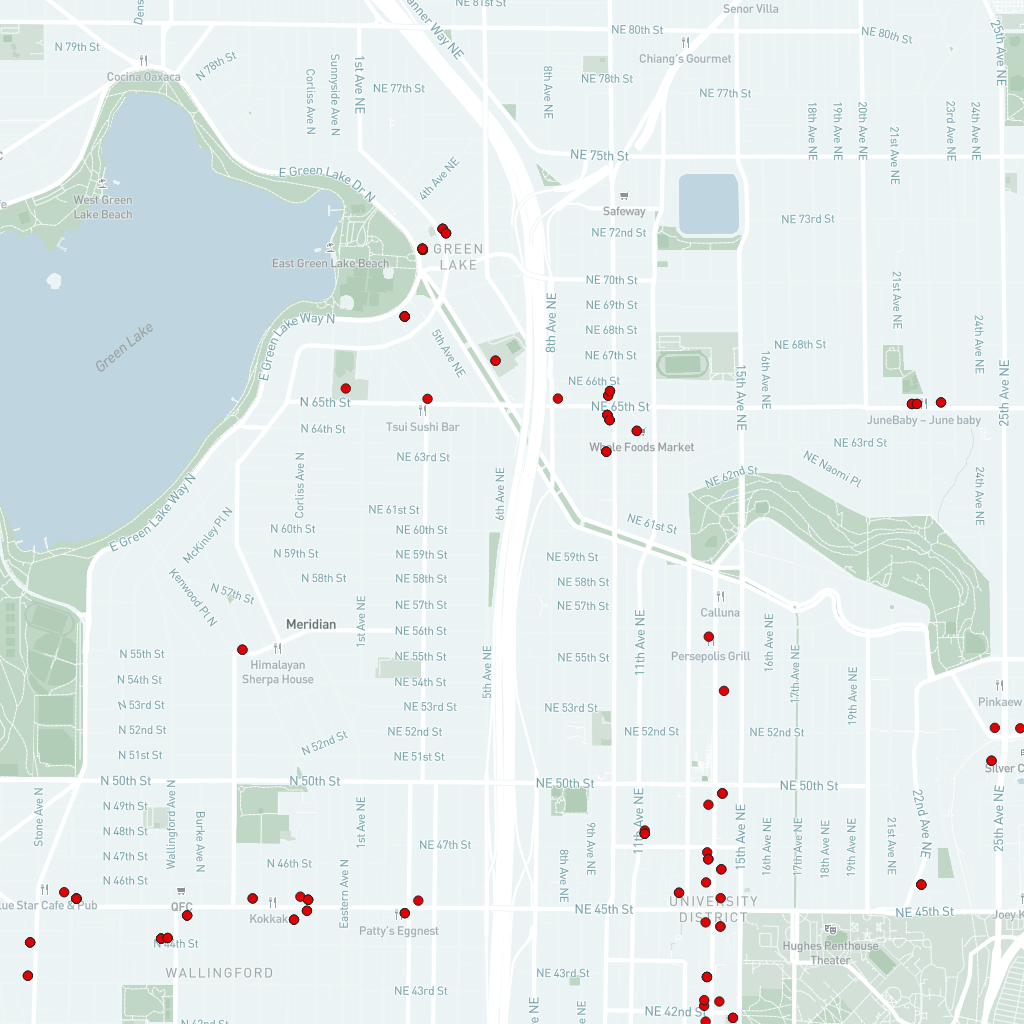 NE 81st St
Senor Villa
Densm
anner Way NE
25th Ave NE
N 79th St
NE 80th St
NE 80th St
Chiang's Gourmet
Cocina Oaxaca
N 78th St
1st Ave NE
Sunnyside Ave N
Corliss Ave N
NE 77th St
8th Ave NE
NE 78th St
NE 77th St
18th Ave NE
19th Ave NE
20th Ave NE
21st Ave NE
23rd Ave NE
24th Ave NE
NE 75th St
E Green Lake Dr N
4th Ave NE
West Green
Lake Beach
Safeway
NE 73rd St
NE 72nd St
GREEN
LAKE
East Green Lake Beach
NE 70th St
21st Ave NE
Green Lake
E Green Lake Way N
5th Ave NE
8th Ave NE
NE 69th St
NE 68th St
NE 68th St
24th Ave NE
NE 67th St
15th Ave NE
16th Ave NE
25th Ave NE
NE 66th St
N 65th St
NE 65th St
Tsui Sushi Bar
JuneBaby – June baby
N 64th St
NE 63rd St
Whole Foods Market
NE 63rd St
NE 62nd St
NE Naomi Pl
E Green Lake Way N
Corliss Ave N
6th Ave NE
24th Ave NE
NE 61st St
NE 61st St
McKinley Pl N
N 60th St
NE 60th St
N 59th St
NE 59th St
NE 59th St
Kenwood Pl N
N 57th St
N 58th St
NE 58th St
NE 58th St
Calluna
1st Ave NE
NE 57th St
NE 57th St
11th Ave NE
Meridian
NE 56th St
16th Ave NE
N 55th St
Himalayan
Sherpa House
NE 55th St
NE 55th St
Persepolis Grill
5th Ave NE
17th Ave NE
N 54th St
NE 54th St
19th Ave NE
Pinkaew
N 53rd St
NE 53rd St
NE 53rd St
N 52nd St
N 52nd St
NE 52nd St
NE 52nd St
NE 52nd St
N 51st St
NE 51st St
Silver C
N 50th St
N 50th St
NE 50th St
NE 50th St
Stone Ave N
Wallingford Ave N
Burke Ave N
1st Ave NE
11th Ave NE
15th Ave NE
22nd Ave NE
25th Ave NE
N 49th St
N 48th St
N 47th St
NE 47th St
8th Ave NE
9th Ave NE
16th Ave NE
17th Ave NE
18th Ave NE
19th Ave NE
21st Ave NE
N 46th St
N 46th St
Eastern Ave N
lue Star Cafe & Pub
QFC
Kokkak
Patty's Eggnest
NE 45th St
UNIVERSITY
DISTRICT
NE 45th St
Joey K
N 44th St
Hughes Penthouse
Theater
WALLINGFORD
NE 43rd St
NE 43rd St
NE 42nd St
N 42nd St